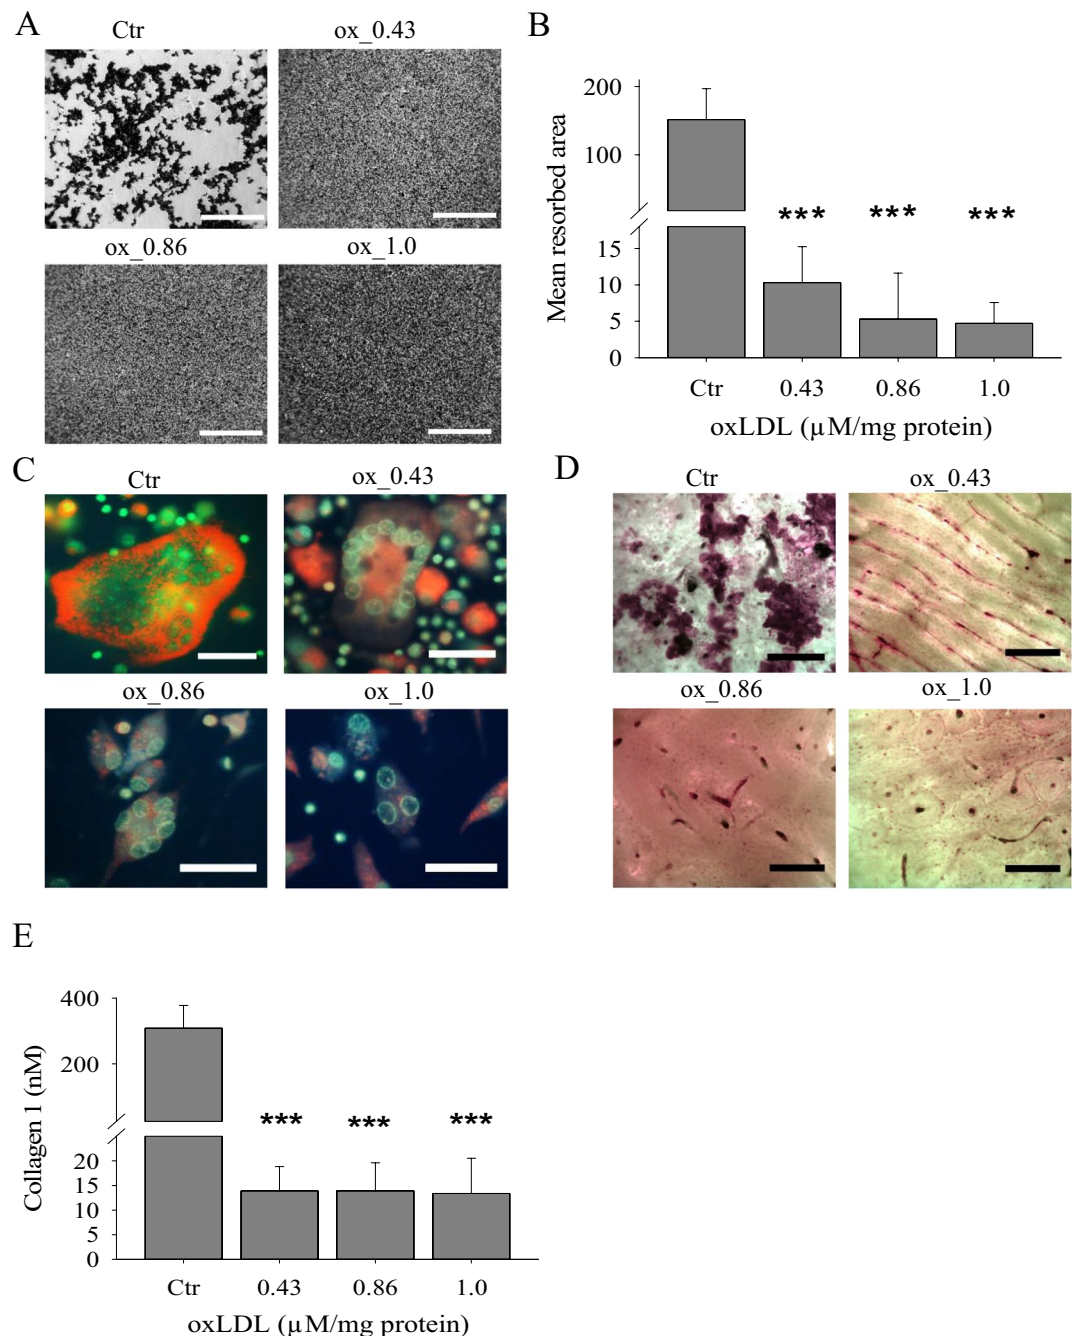 A
Ctr
ox_0.43
ox_0.86
ox_1.0
B
Mean resorbed area
200
100
15
10
5
0
***
***
***
Ctr
0.43
0.86
1.0
oxLDL (µM/mg protein)
C
Ctr
ox_0.43
ox_0.86
ox_1.0
D
Ctr
ox_0.43
ox_0.86
ox_1.0
E
Collagen 1 (nM)
400
200
20
15
10
5
0
***
***
***
Ctr
0.43
0.86
1.0
oxLDL (µM/mg protein)